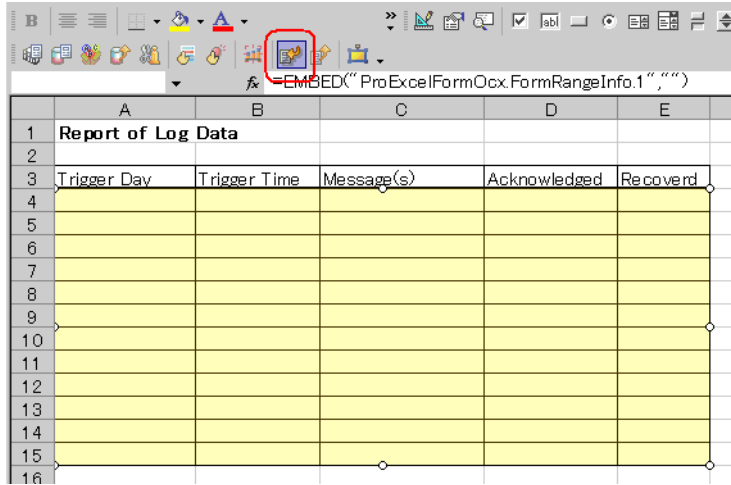 B A
abl
fx =EMBED("ProExcelFormOcx.FormRangeInfo.1","")
A B C D E
1 Report of Log Data
2
3 Trigger Day Trigger Time Message(s) Acknowledged Recoverd
4
5
6
7
8
9
10
11
12
13
14
15
16